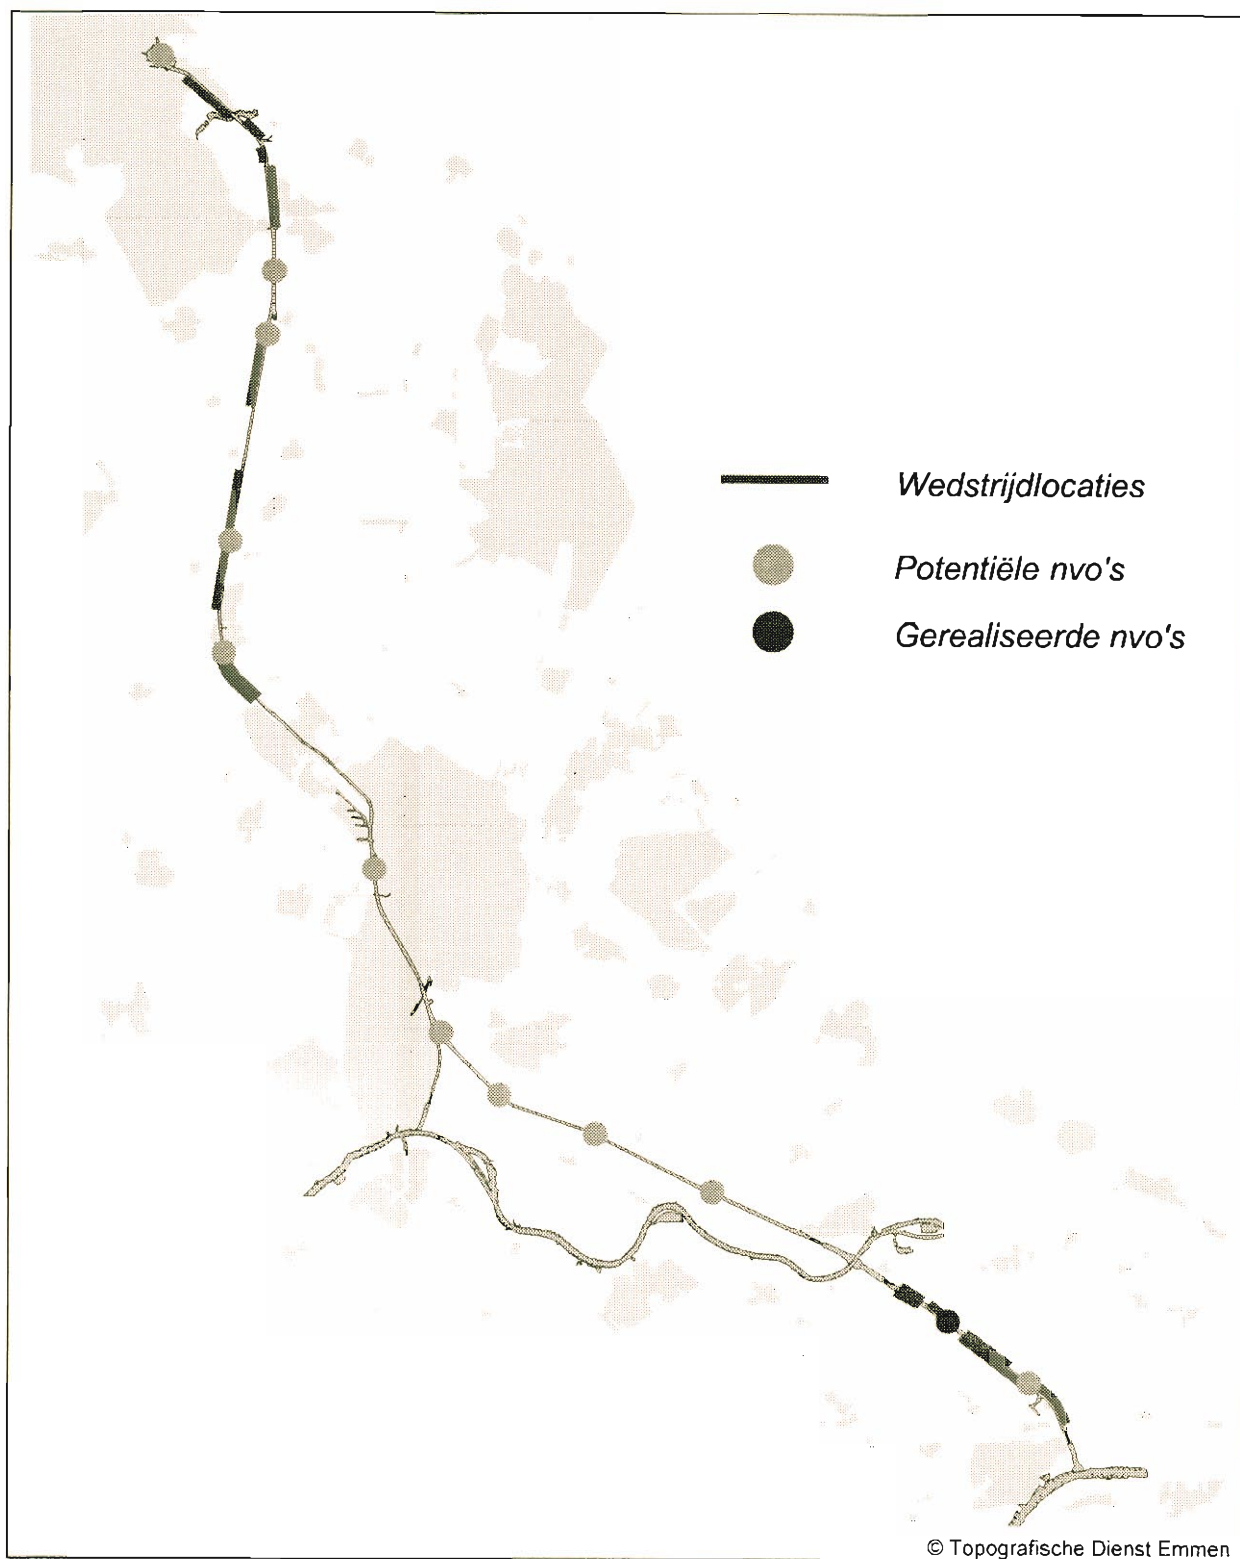 Wedstrijdlocaties
Potentiële nvo's
Gerealiseerde nvo's
© Topografische Dienst Emmen